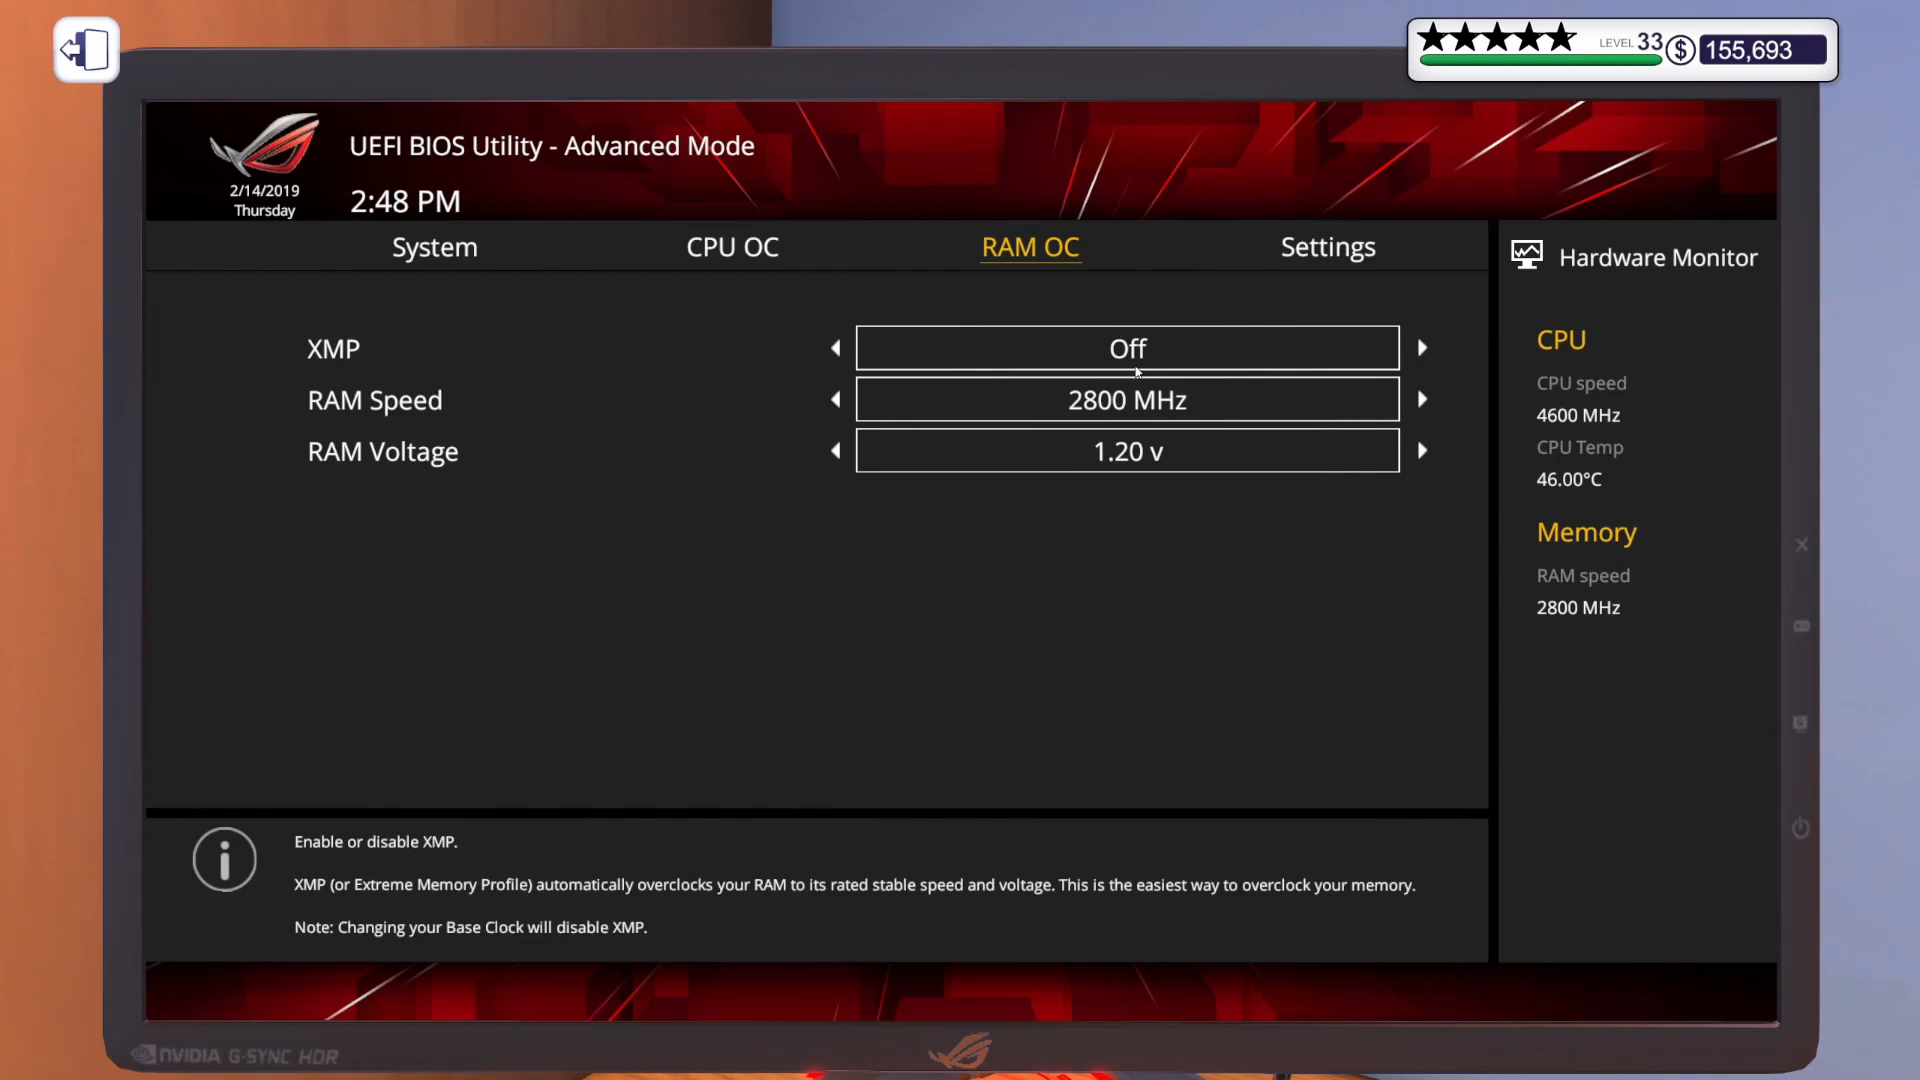 LEVEL 33 $ 155,693
UEFI BIOS Utility - Advanced Mode
2/14/2019
Thursday
2:48 PM
System CPU OC RAM OC Settings
Hardware Monitor
XMP Off
RAM Speed 2800 MHz
RAM Voltage 1.20 v
CPU
CPU speed
4600 MHz
CPU Temp
46.00°C
Memory
RAM speed
2800 MHz
Enable or disable XMP.
XMP (or Extreme Memory Profile) automatically overclocks your RAM to its rated stable speed and voltage. This is the easiest way to overclock your memory.
Note: Changing your Base Clock will disable XMP.
NVIDIA G-SYNC HDR